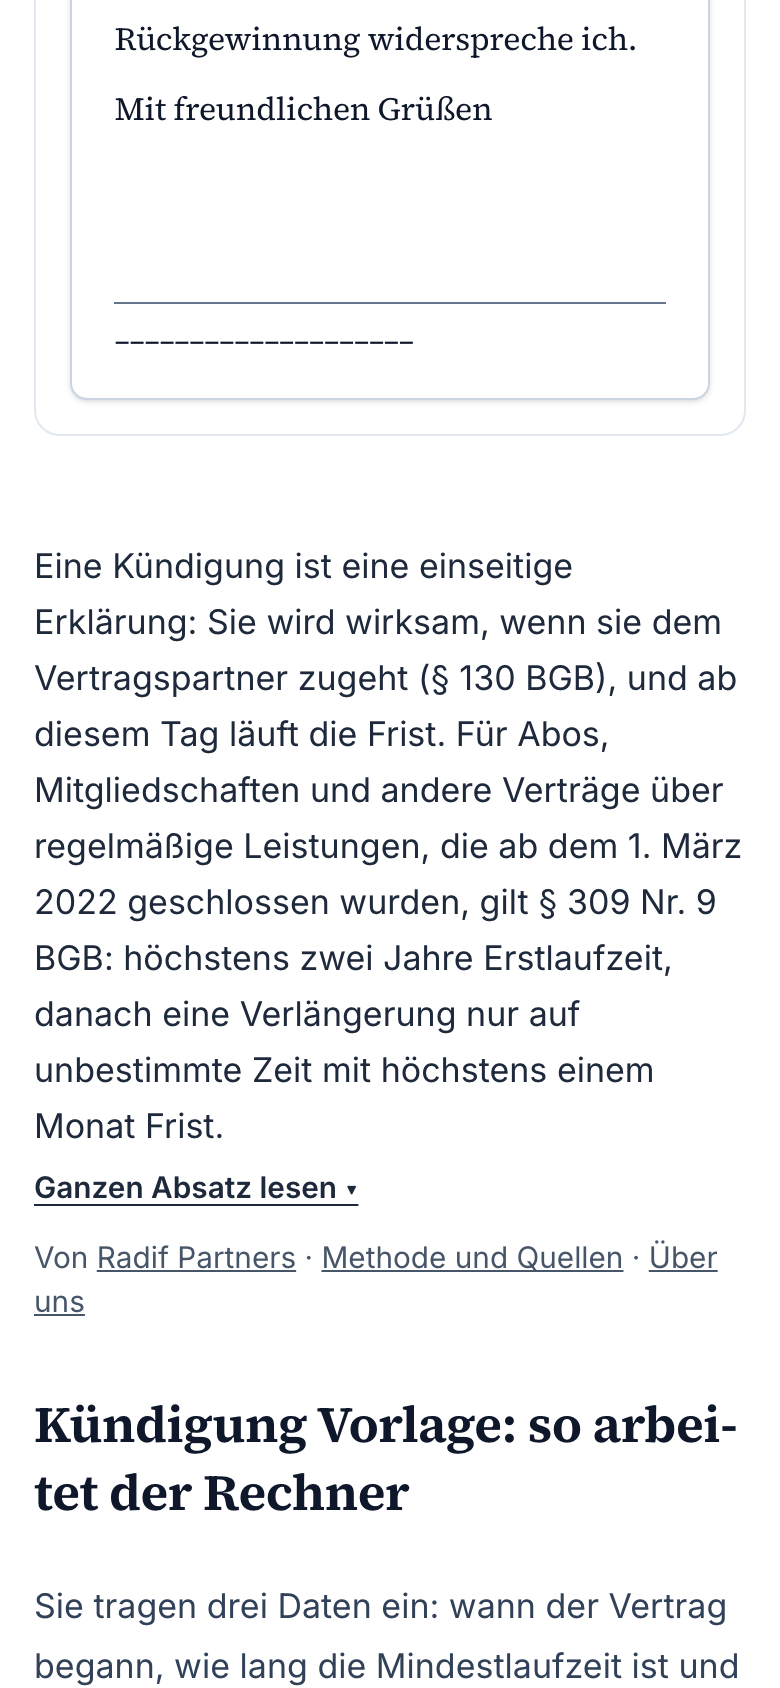 Rückgewinnung widerspreche ich.
Mit freundlichen Grüßen
____________________
Eine Kündigung ist eine einseitige
Erklärung: Sie wird wirksam, wenn sie dem
Vertragspartner zugeht (§ 130 BGB), und ab
diesem Tag läuft die Frist. Für Abos,
Mitgliedschaften und andere Verträge über
regelmäßige Leistungen, die ab dem 1. März
2022 geschlossen wurden, gilt § 309 Nr. 9
BGB: höchstens zwei Jahre Erstlaufzeit,
danach eine Verlängerung nur auf
unbestimmte Zeit mit höchstens einem
Monat Frist.
Ganzen Absatz lesen ▾
Von Radif Partners · Methode und Quellen · Über
uns
Kündigung Vorlage: so arbei-
tet der Rechner
Sie tragen drei Daten ein: wann der Vertrag
begann, wie lang die Mindestlaufzeit ist und